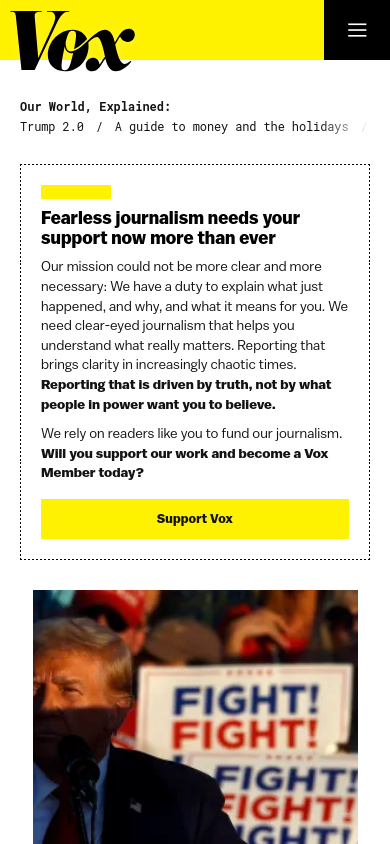 Vox
Our World, Explained:
Trump 2.0 / A guide to money and the holidays /
Fearless journalism needs your
support now more than ever
Our mission could not be more clear and more
necessary: We have a duty to explain what just
happened, and why, and what it means for you. We
need clear-eyed journalism that helps you
understand what really matters. Reporting that
brings clarity in increasingly chaotic times.
Reporting that is driven by truth, not by what
people in power want you to believe.
We rely on readers like you to fund our journalism.
Will you support our work and become a Vox
Member today?
Support Vox
FIGHT!
FIGHT!
FIGHT!
FIGHT!